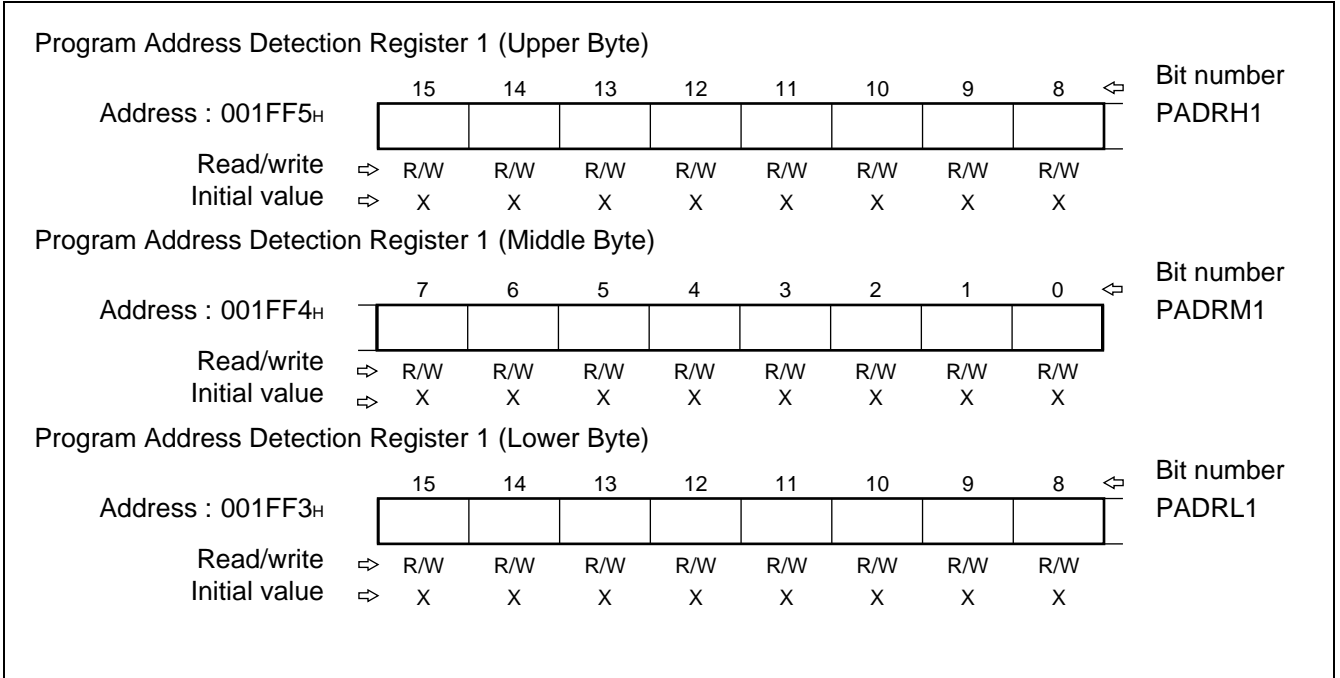 Program Address Detection Register 1 (Upper Byte)
15 14 13 12 11 10 9 8 ⇦ Bit number
Address : 001FF5H PADRH1
Read/write ⇨ R/W R/W R/W R/W R/W R/W R/W R/W
Initial value ⇨ X X X X X X X X
Program Address Detection Register 1 (Middle Byte)
7 6 5 4 3 2 1 0 ⇦ Bit number
Address : 001FF4H PADRM1
Read/write ⇨ R/W R/W R/W R/W R/W R/W R/W R/W
Initial value ⇨ X X X X X X X X
Program Address Detection Register 1 (Lower Byte)
15 14 13 12 11 10 9 8 ⇦ Bit number
Address : 001FF3H PADRL1
Read/write ⇨ R/W R/W R/W R/W R/W R/W R/W R/W
Initial value ⇨ X X X X X X X X